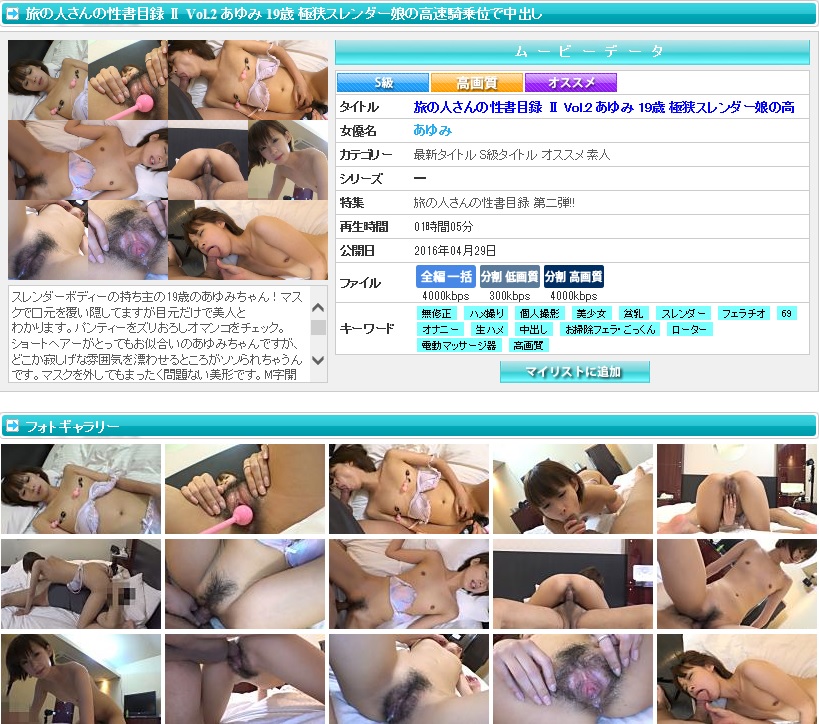 旅の人さんの性書目録 Ⅱ Vol.2 あゆみ 19歳 極狭スレンダー娘の高速騎乗位で中出し
ムービーデータ
S級 高画質 オススメ
タイトル 旅の人さんの性書目録 Ⅱ Vol.2 あゆみ 19歳 極狭スレンダー娘の高
女優名 あゆみ
カテゴリー 最新タイトル S級タイトル オススメ 素人
シリーズ ー
特集 旅の人さんの性書目録 第二弾!!
再生時間 01時間05分
公開日 2016年04月29日
ファイル 全編一括 分割 低画質 分割 高画質
4000kbps 300kbps 4000kbps
キーワード 無修正 ハメ撮り 個人撮影 美少女 貧乳 スレンダー フェラチオ 69
オナニー 生ハメ 中出し お掃除フェラ・ごっくん ローター
電動マッサージ器 高画質
マイリストに追加
スレンダーボディーの持ち主の19歳のあゆみちゃん！マス
クで口元を覆い隠してますが目元だけで美人と
わかります。パンティーをズリおろしオマンコをチェック。
ショートヘアーがとってもお似合いのあゆみちゃんですが、
どこか寂しげな雰囲気を漂わせるところがソソられちゃうん
です。マスクを外してもまったく問題ない美形です。M字開
フォトギャラリー